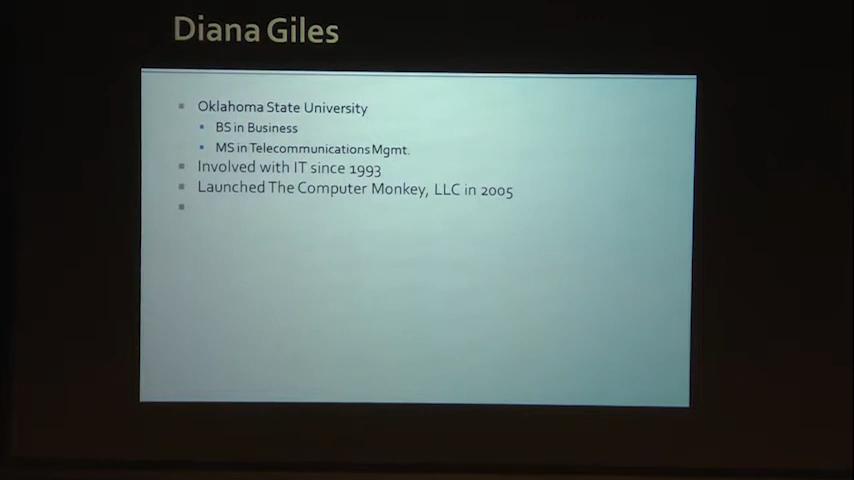 Diana Giles
Oklahoma State University
BS in Business
MS in Telecommunications Mgmt.
Involved with IT since 1993
Launched The Computer Monkey, LLC in 2005